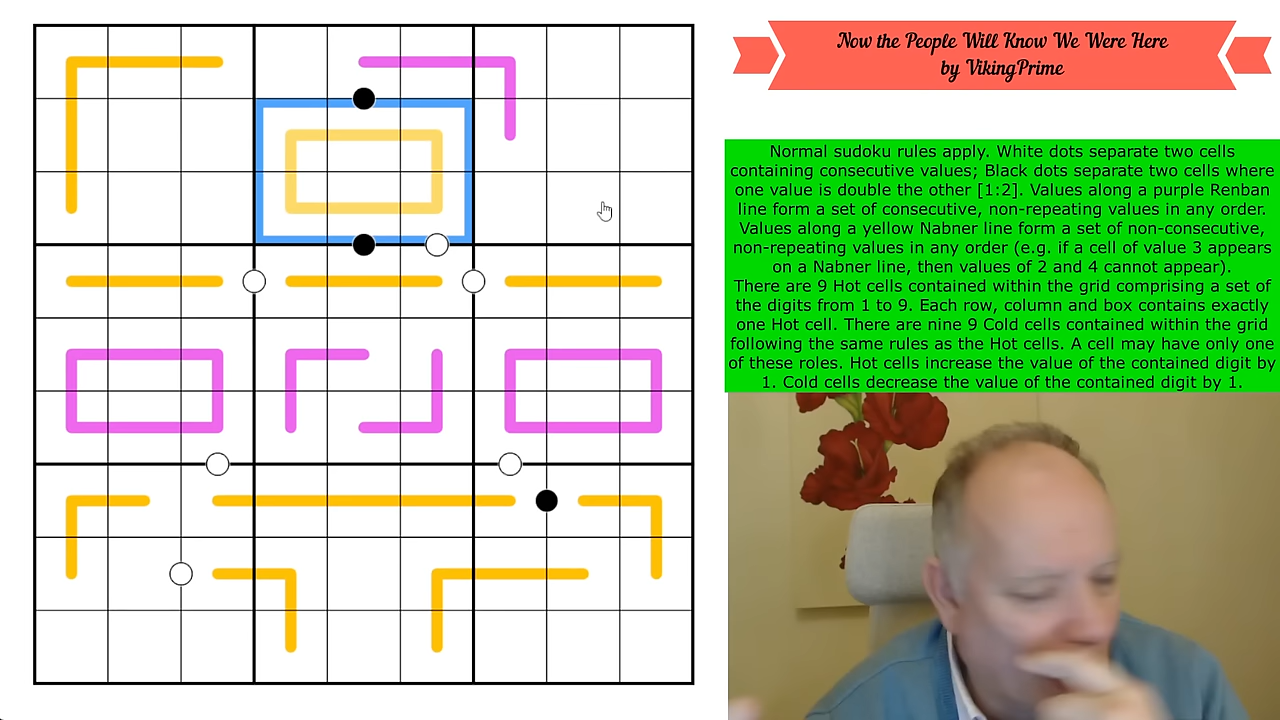 Now the People Will Know We Were Here
by VikingPrime
Normal sudoku rules apply. White dots separate two cells
containing consecutive values; Black dots separate two cells where
one value is double the other [1:2]. Values along a purple Renban
line form a set of consecutive, non-repeating values in any order.
Values along a yellow Nabner line form a set of non-consecutive,
non-repeating values in any order (e.g. if a cell of value 3 appears
on a Nabner line, then values of 2 and 4 cannot appear).
There are 9 Hot cells contained within the grid comprising a set of
the digits from 1 to 9. Each row, column and box contains exactly
one Hot cell. There are nine 9 Cold cells contained within the grid
following the same rules as the Hot cells. A cell may have only one
of these roles. Hot cells increase the value of the contained digit by
1. Cold cells decrease the value of the contained digit by 1.